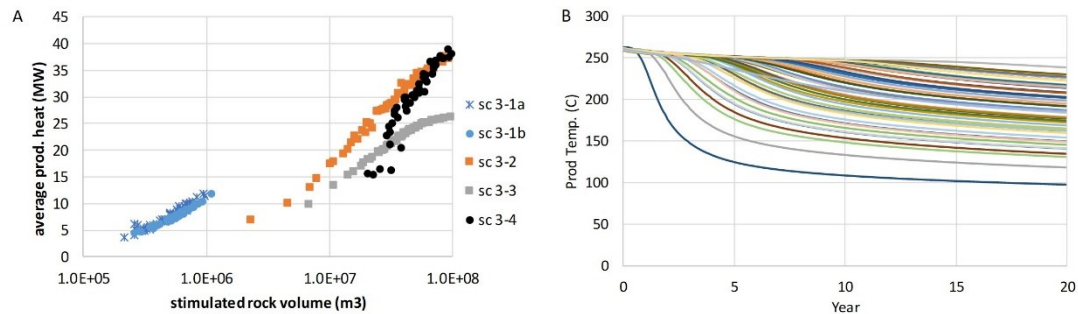 A
average prod. heat (MW)
45
40
35
30
25
20
15
10
5
0
1.0E+05 1.0E+06 1.0E+07 1.0E+08
stimulated rock volume (m3)
sc 3-1a
sc 3-1b
sc 3-2
sc 3-3
sc 3-4
B
Prod Temp. (C)
300
250
200
150
100
50
0
0 5 10 15 20
Year